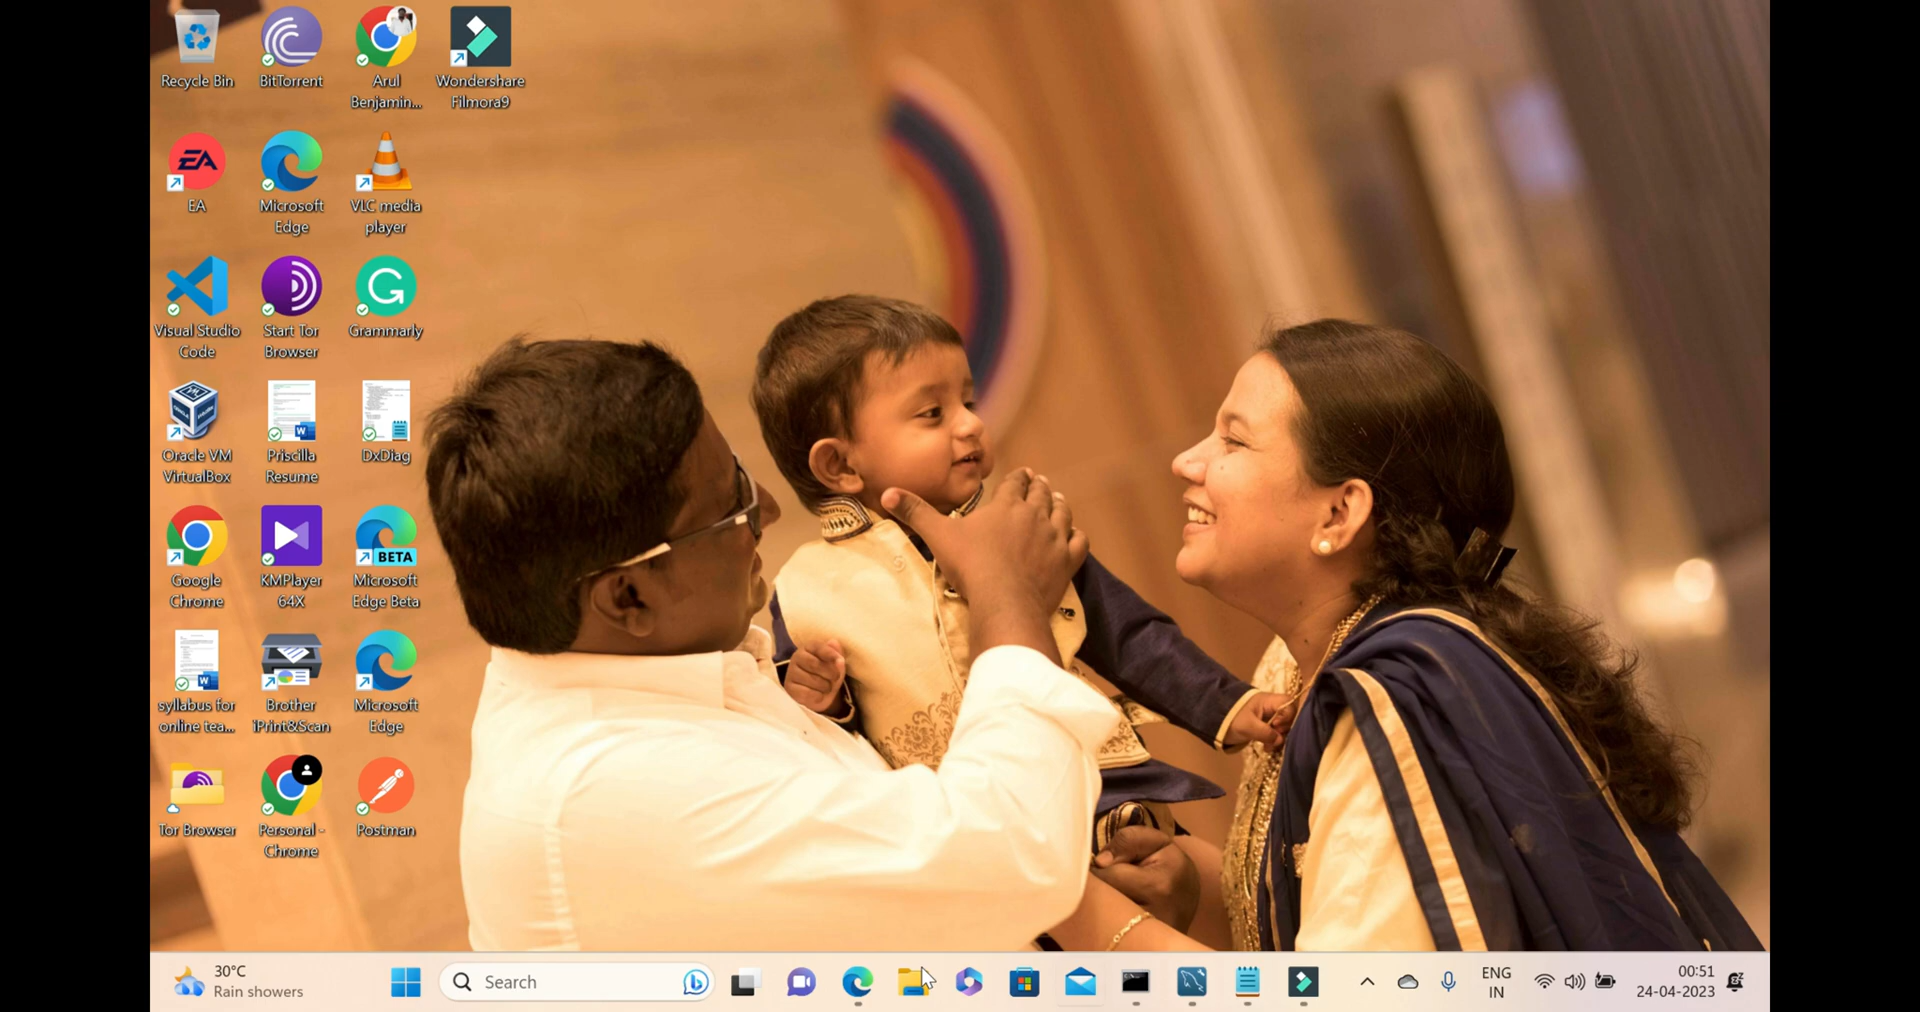 Recycle Bin
BitTorrent
Arul
Benjamin...
Wondershare
Filmora9
EA
EA
Microsoft
Edge
VLC media
player
Visual Studio
Code
Start Tor
Browser
Grammarly
Oracle VM
VirtualBox
Priscilla
Resume
DxDiag
Google
Chrome
KMPlayer
64X
BETA
Microsoft
Edge Beta
syllabus for
online tea...
Brother
iPrint&Scan
Microsoft
Edge
Tor Browser
Personal -
Chrome
Postman
30°C
Rain showers
Search
ENG
IN
00:51
24-04-2023